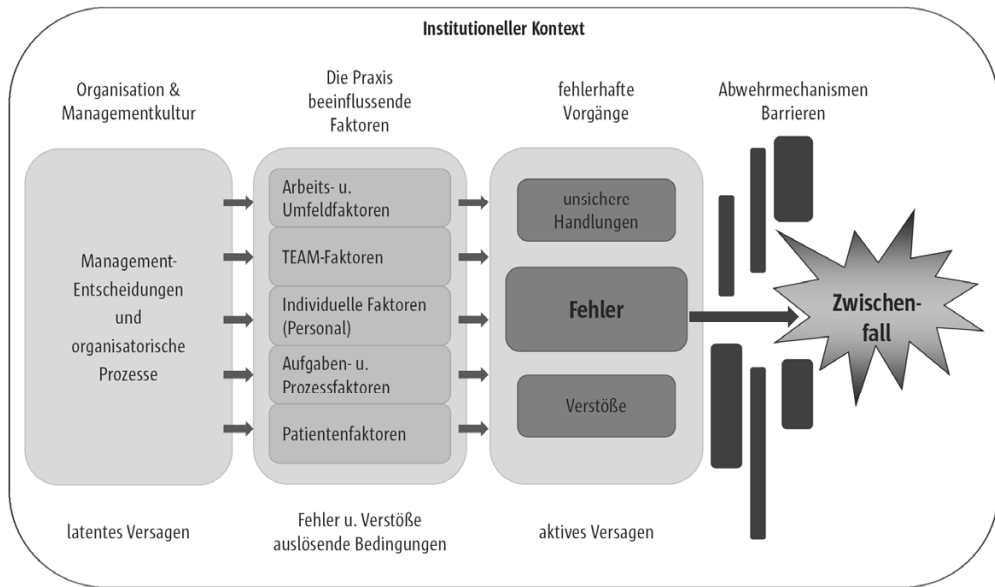 Institutioneller Kontext
Organisation &
Managementkultur
Die Praxis
beeinflussende
Faktoren
fehlerhafte
Vorgänge
Abwehrmechanismen
Barrieren
Management-
Entscheidungen
und
organisatorische
Prozesse
Arbeits- u.
Umfeldfaktoren
TEAM-Faktoren
Individuelle Faktoren
(Personal)
Aufgaben- u.
Prozessfaktoren
Patientenfaktoren
unsichere
Handlungen
Fehler
Verstöße
Zwischen-
fall
latentes Versagen
Fehler u. Verstöße
auslösende Bedingungen
aktives Versagen